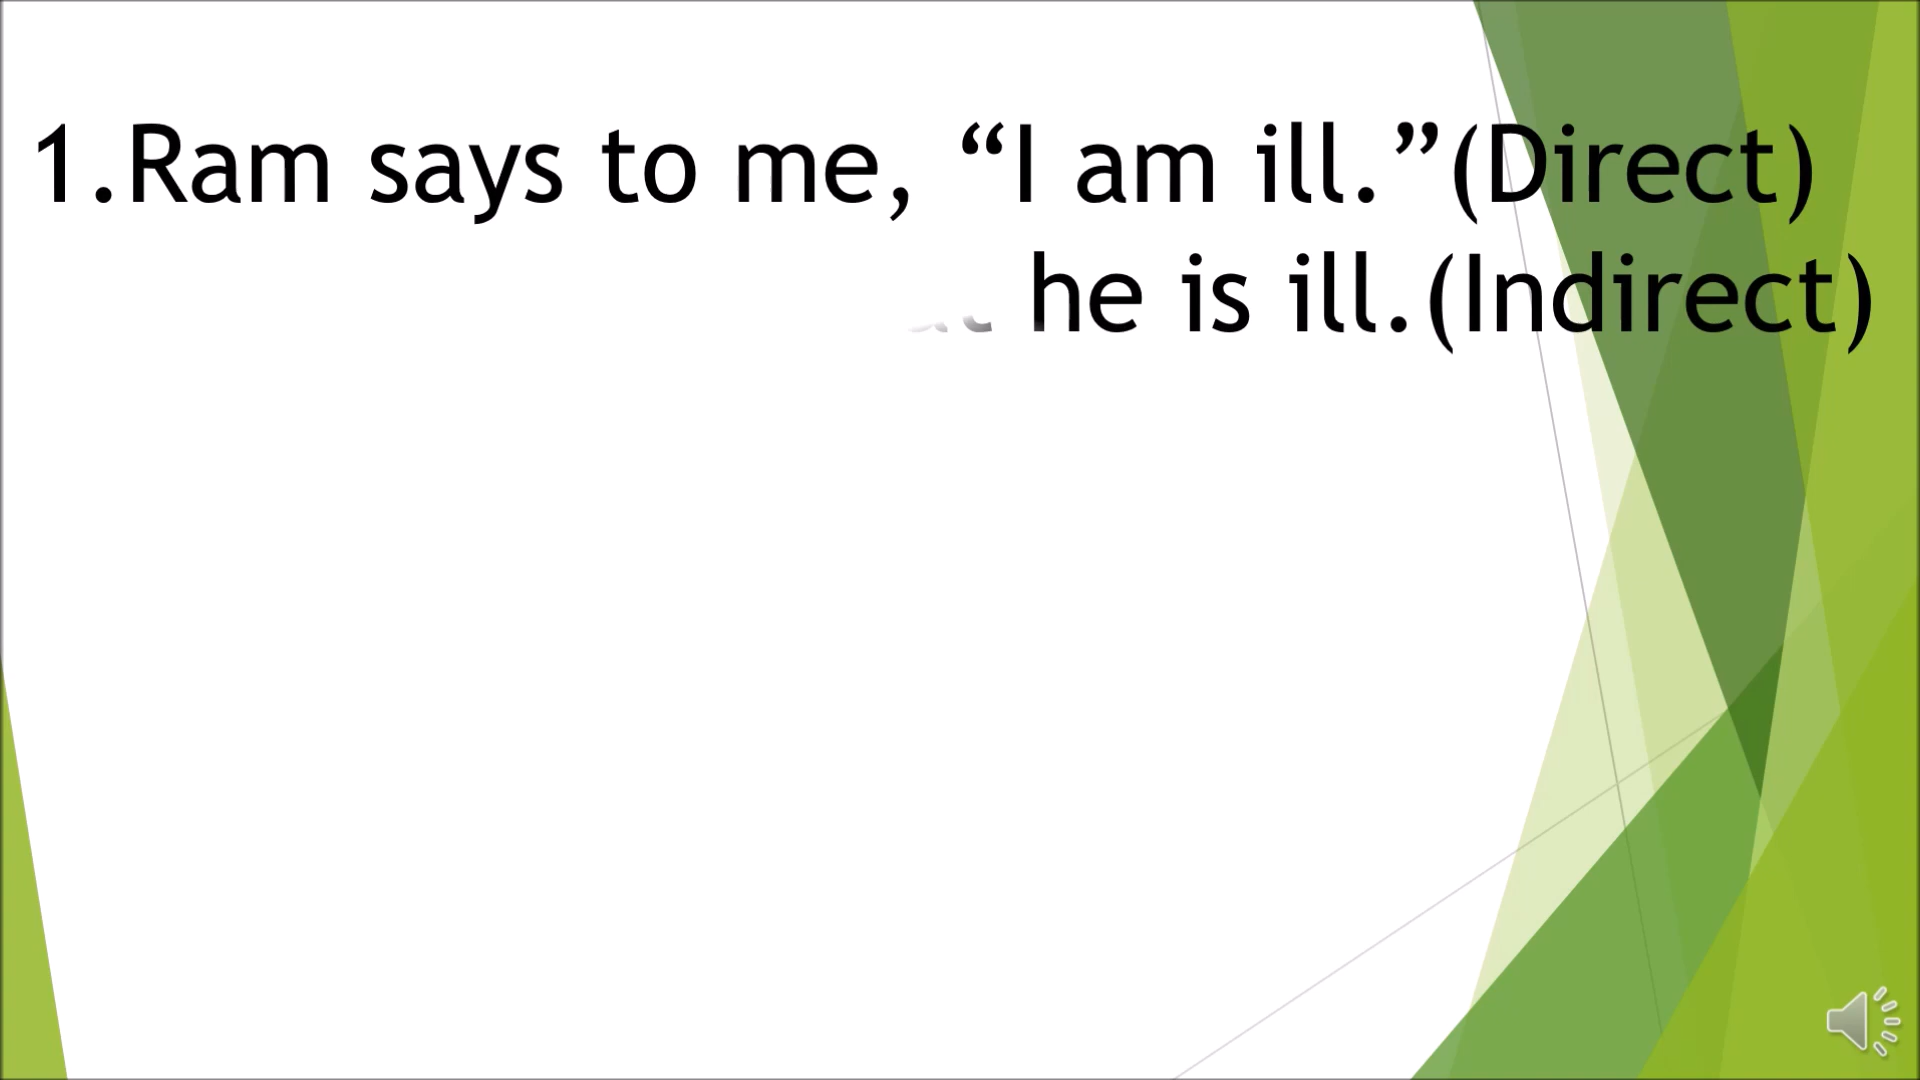 1.Ram says to me, “I am ill.”(Direct)
he is ill.(Indirect)